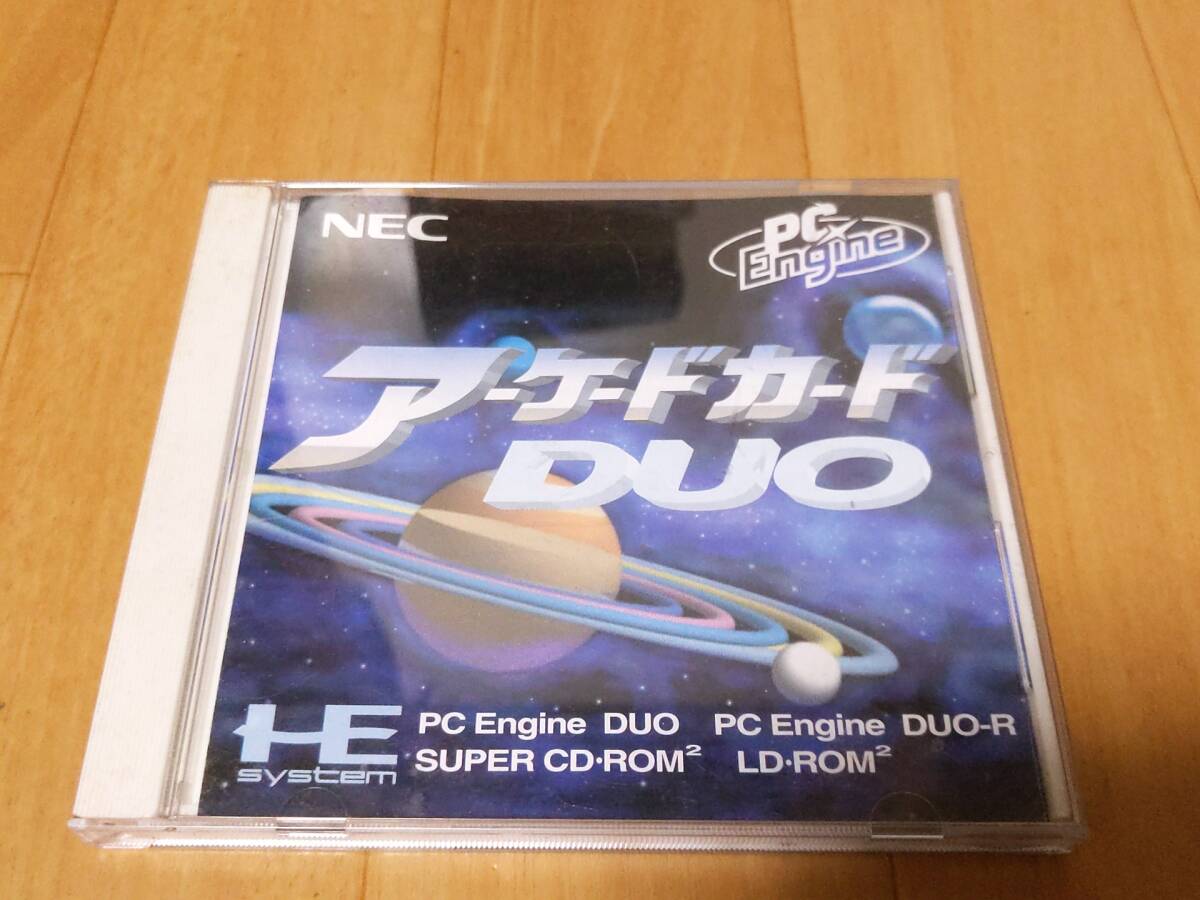 NEC
PC Engine
アーケードカード
DUO
HE system
PC Engine DUO PC Engine DUO-R
SUPER CD・ROM² LD・ROM²